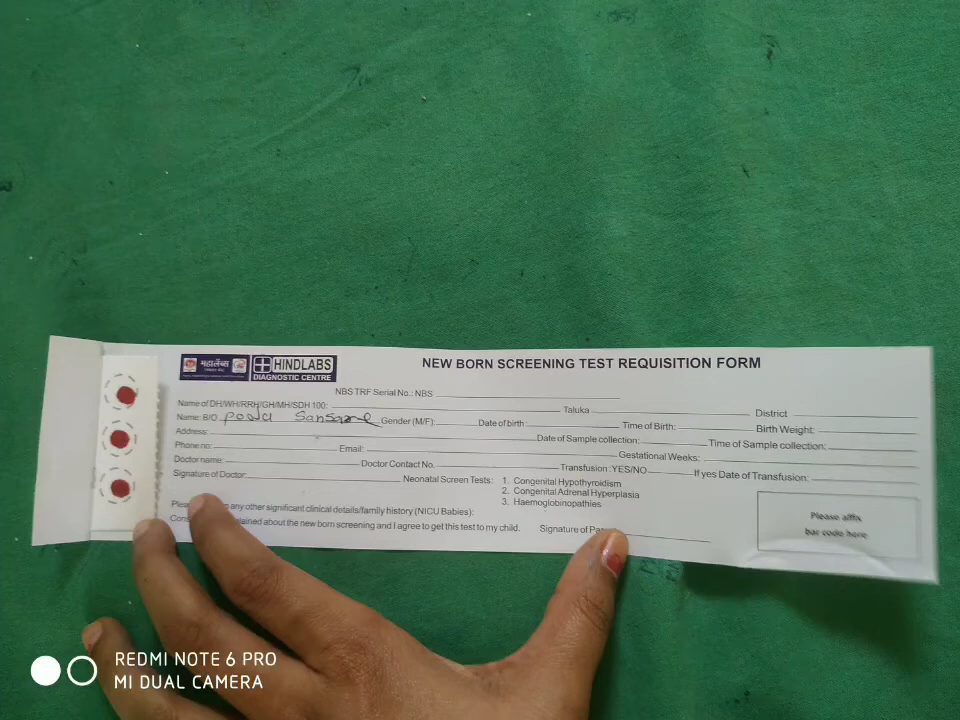 महालॅब्स
HINDLABS
DIAGNOSTIC CENTRE
NEW BORN SCREENING TEST REQUISITION FORM
NBS TRF Serial No.: NBS
Name of DH/WH/RRH/GH/MH/SDH 100: Taluka District
Name: B/O Pooja Gender (M/F): Date of birth: Time of Birth: Birth Weight:
Address: Date of Sample collection: Time of Sample collection:
Phone no: Email: Gestational Weeks:
Doctor name: Doctor Contact No. Transfusion : YES/NO If yes Date of Transfusion:
Signature of Doctor: Neonatal Screen Tests: 1. Congenital Hypothyroidism
2. Congenital Adrenal Hyperplasia
3. Haemoglobinopathies
any other significant clinical details/family history (NICU Babies):
about the new born screening and I agree to get this test to my child. Signature of
Please affix
bar code here
REDMI NOTE 6 PRO
MI DUAL CAMERA